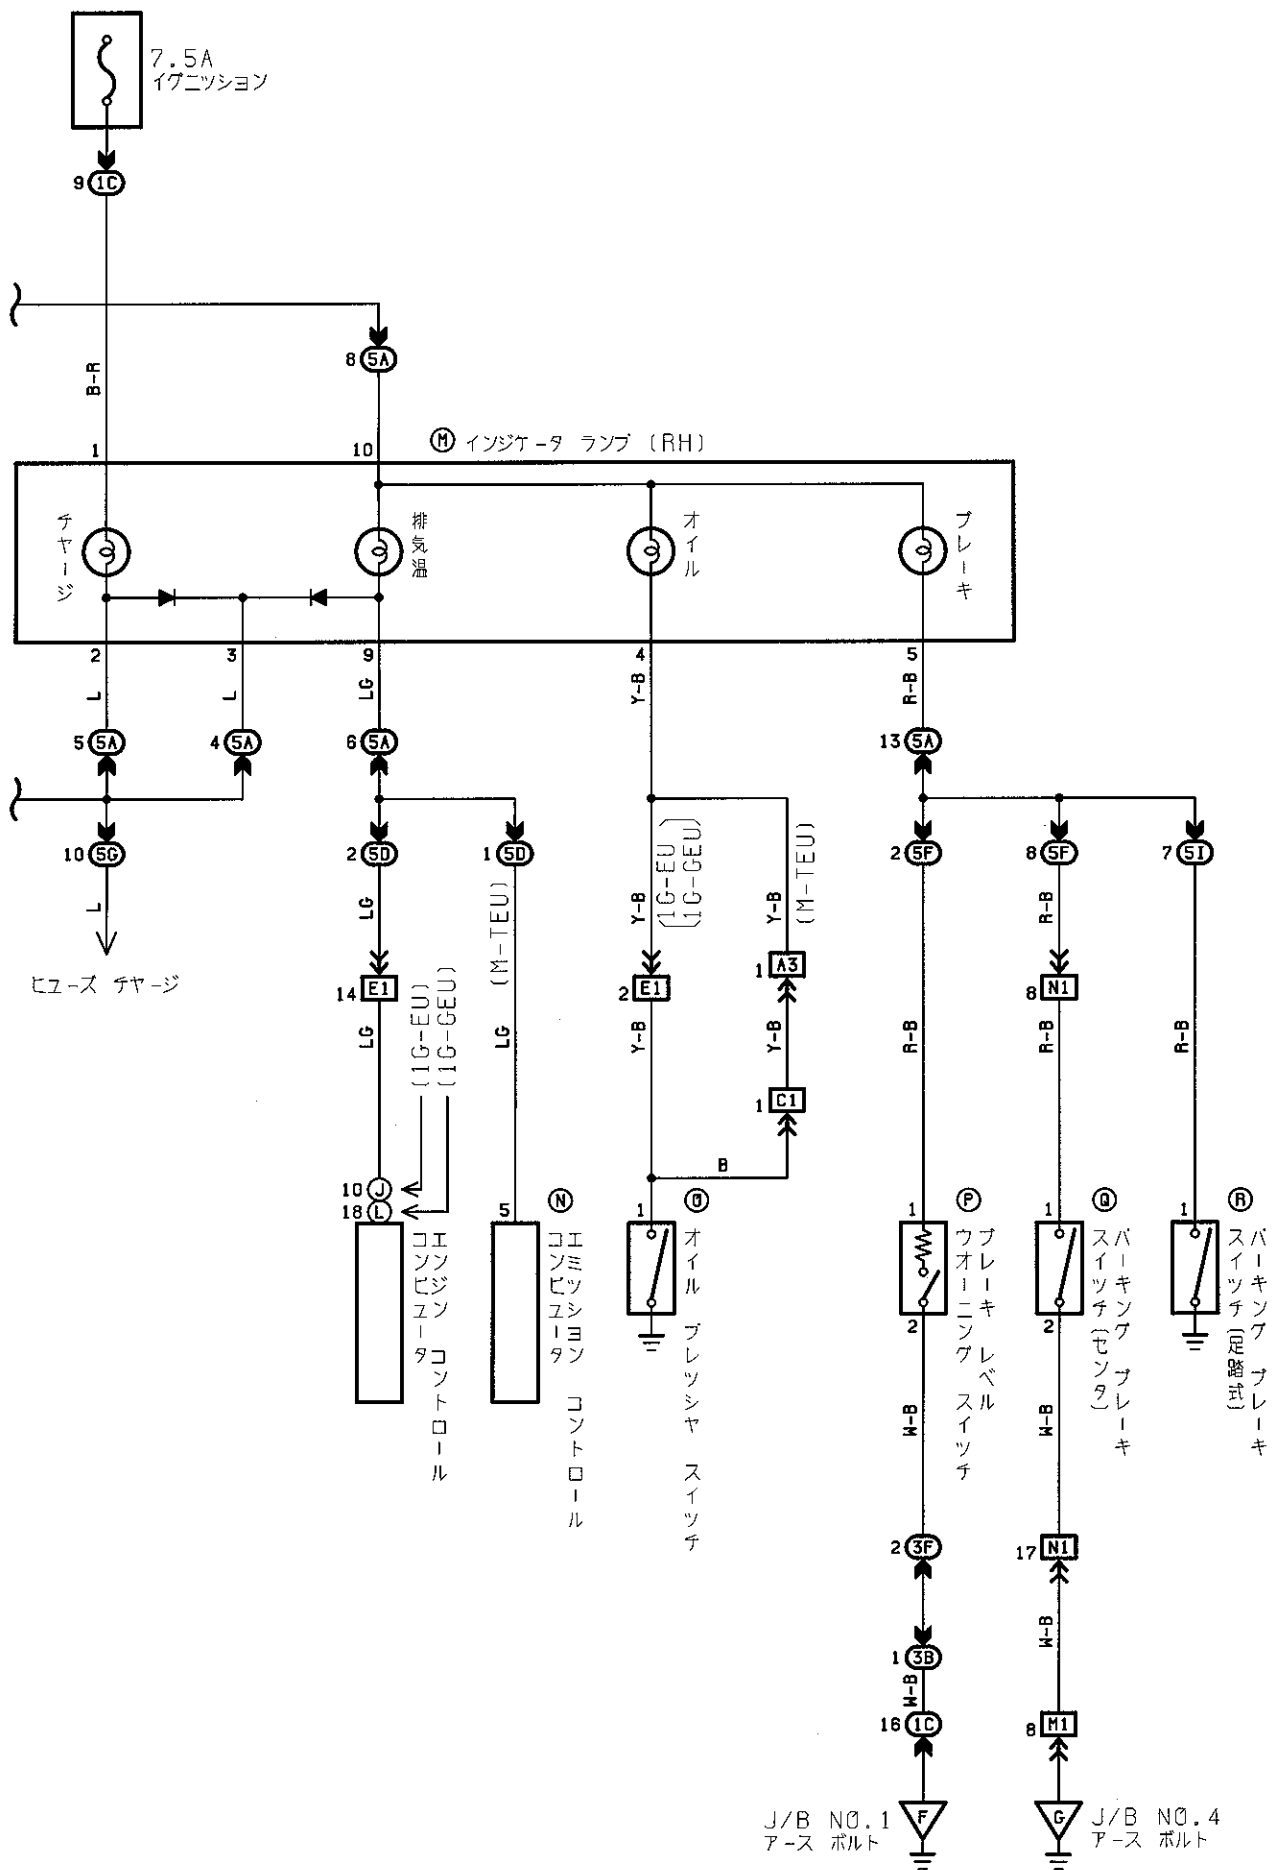 7.5A
イグニッション
9 1C
B-R
8 5A
M インジケータ ランプ (RH)
1
10
チャージ
排気温
オイル
ブレーキ
2
3
9
4
5
L
L
LG
Y-B
R-B
5 5A
4 5A
6 5A
13 5A
10 5G
2 5D
1 5D
2 5F
8 5F
7 5I
L
LG
(M-TEU)
Y-B
(1G-EU)
(1G-GEU)
Y-B
(M-TEU)
R-B
ヒューズ チャージ
14 E1
2 E1
1 A3
8 N1
LG
(1G-EU)
(1G-GEU)
LG
Y-B
Y-B
R-B
R-B
R-B
1 C1
B
10 J
18 L
5
N
1
O
1
P
1
Q
1
R
エンジン コントロール
コンピュータ
エミッション コントロール
コンピュータ
オイル プレッシャ スイッチ
ブレーキ レベル
ウオーニング スイッチ
パーキング ブレーキ
スイッチ(センタ)
パーキング ブレーキ
スイッチ(足踏式)
2
2
W-B
W-B
2 3F
17 N1
W-B
1 3B
W-B
16 1C
8 M1
J/B NO.1
アース ボルト
F
G
J/B NO.4
アース ボルト